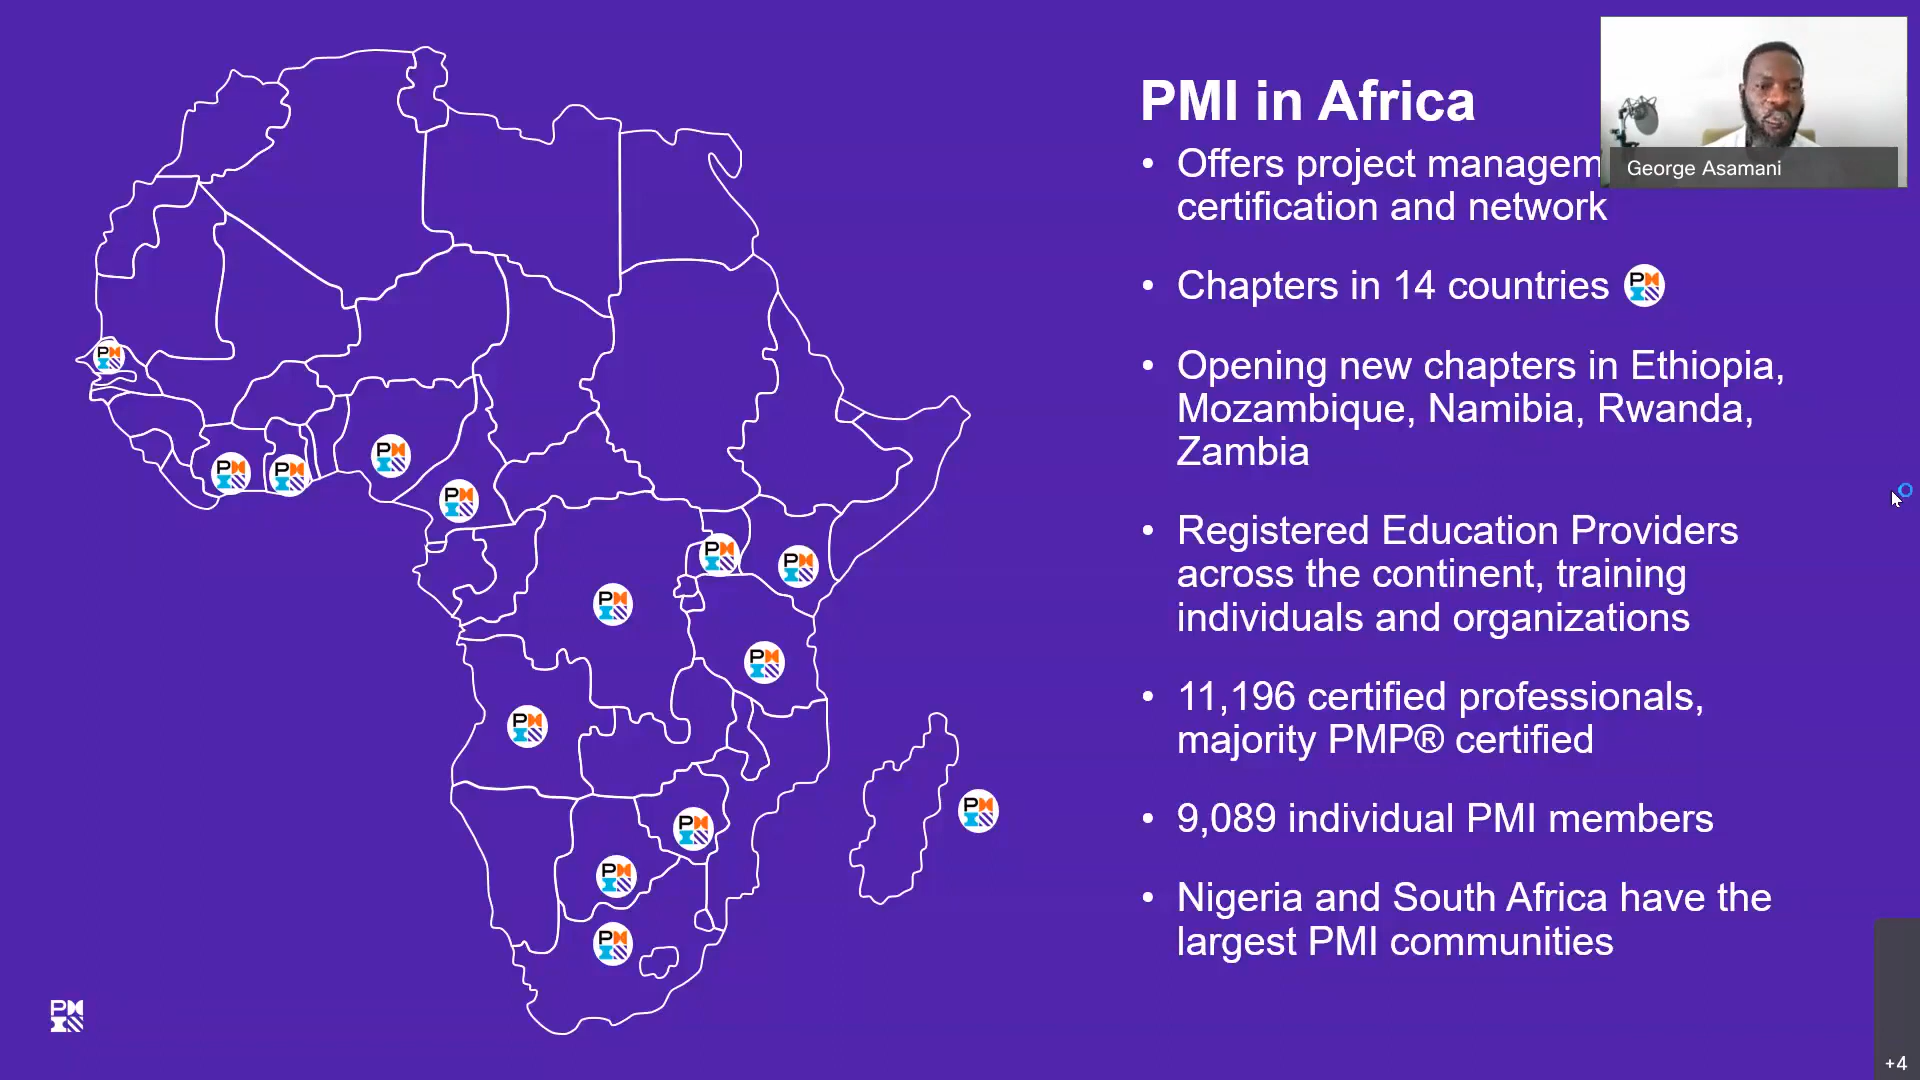 PMI in Africa
George Asamani
• Offers project managem
certification and network
• Chapters in 14 countries
• Opening new chapters in Ethiopia,
Mozambique, Namibia, Rwanda,
Zambia
• Registered Education Providers
across the continent, training
individuals and organizations
• 11,196 certified professionals,
majority PMP® certified
• 9,089 individual PMI members
• Nigeria and South Africa have the
largest PMI communities
+4